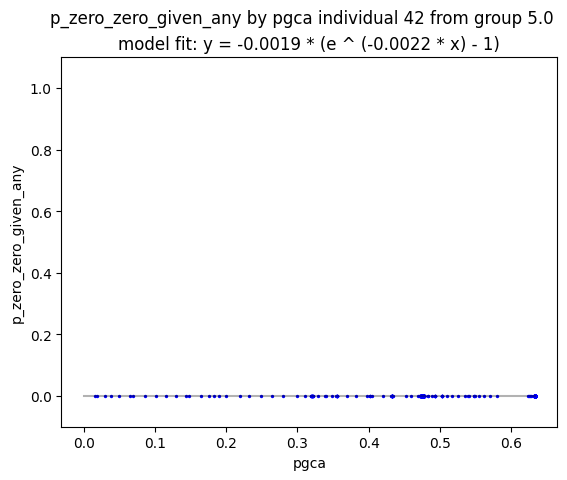 p_zero_zero_given_any by pgca individual 42 from group 5.0
model fit: y = -0.0019 * (e ^ (-0.0022 * x) - 1)
1.0
0.8
0.6
0.4
0.2
0.0
p_zero_zero_given_any
0.0 0.1 0.2 0.3 0.4 0.5 0.6
pgca